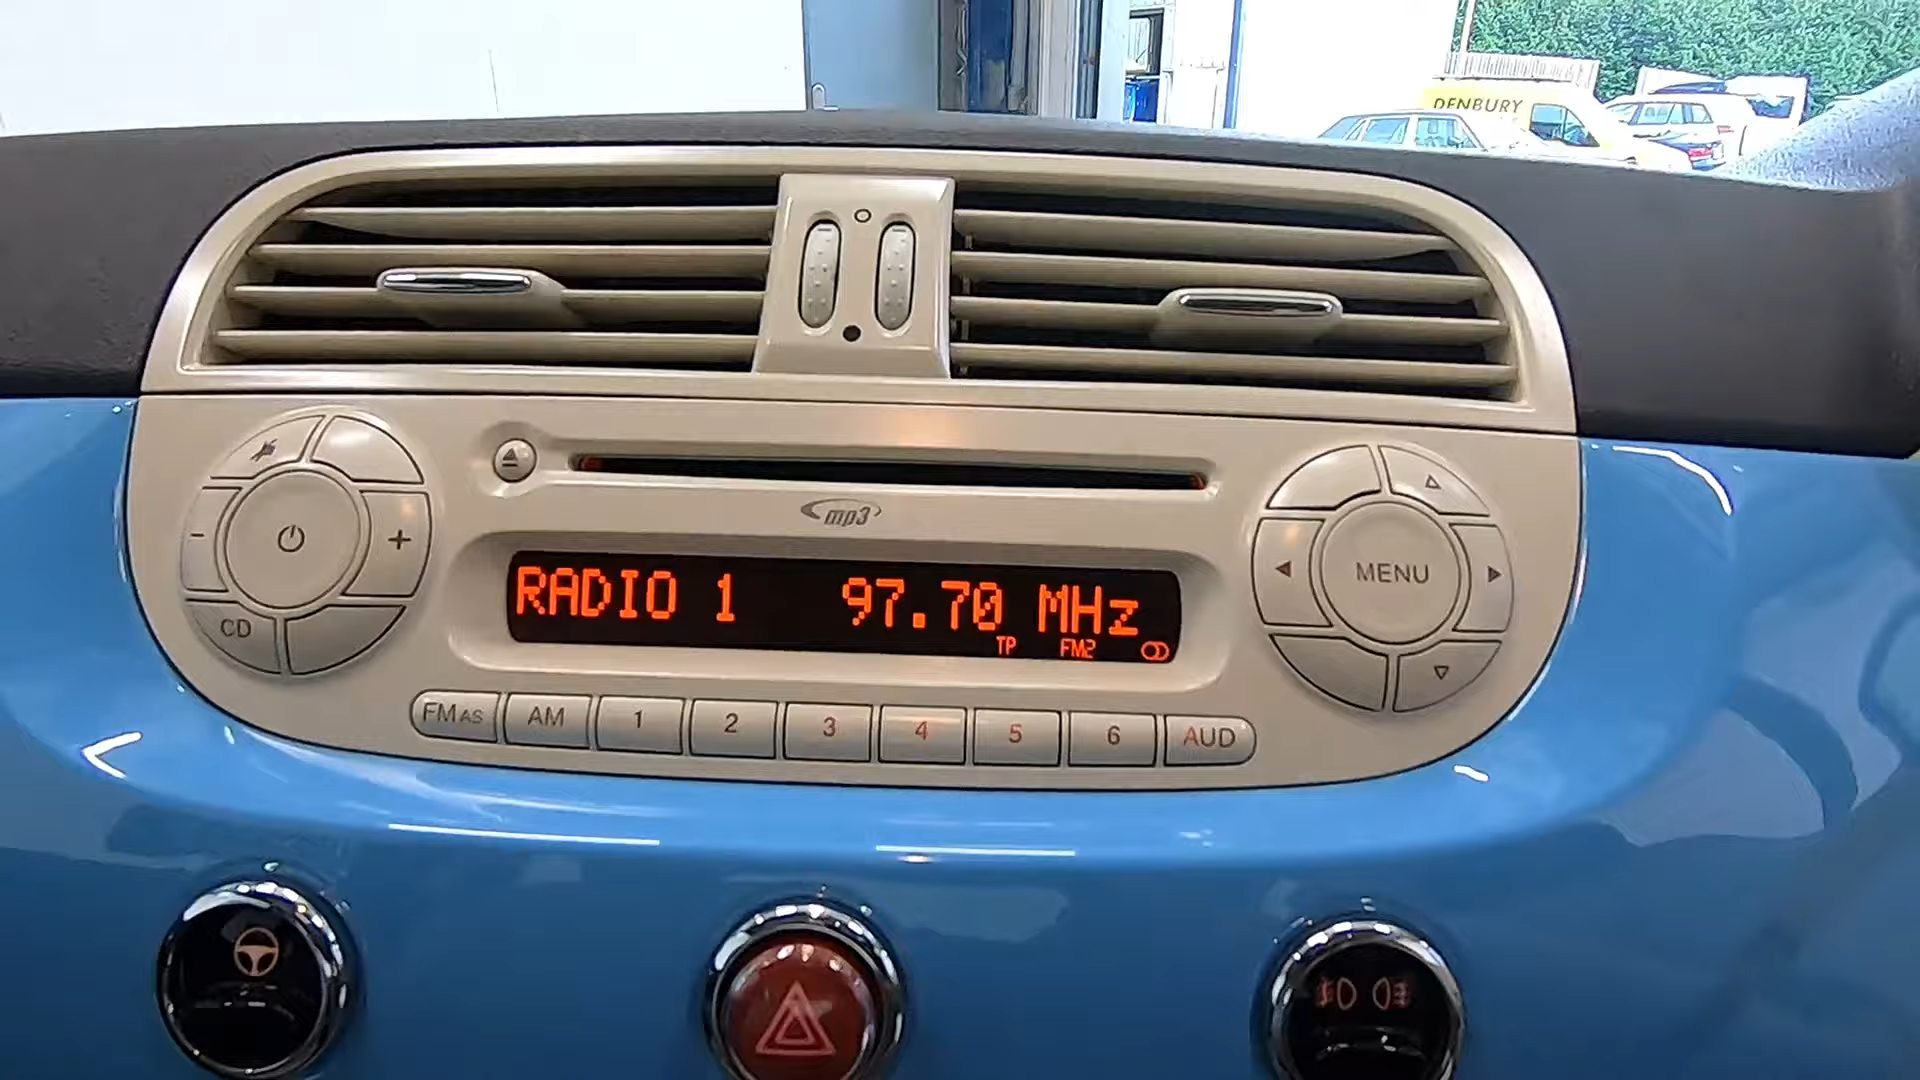 DENBURY
mp3
RADIO 1 97.70 MHz
TP FM2
CD
MENU
FM AS AM 1 2 3 4 5 6 AUD